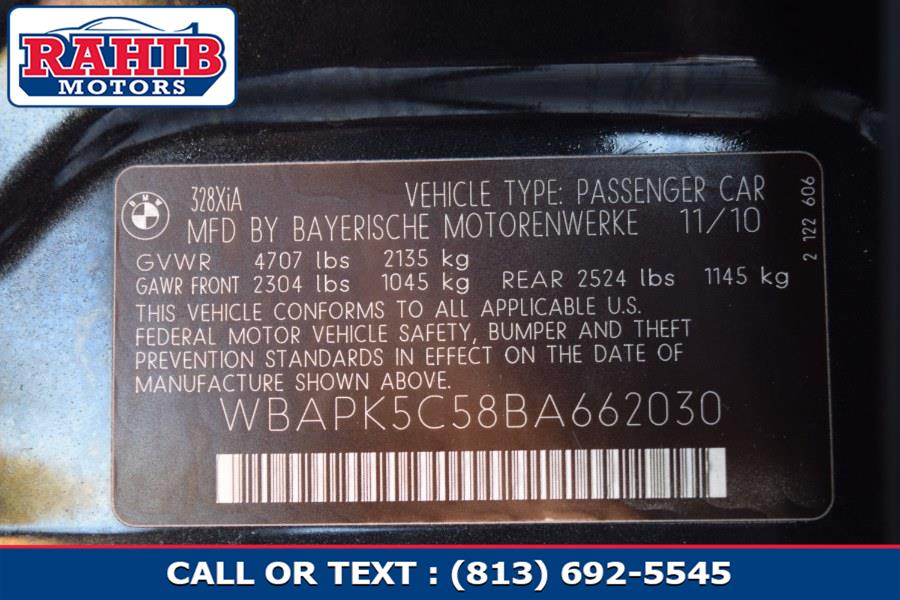 RAHIB
MOTORS
BMW
328XiA
VEHICLE TYPE: PASSENGER CAR
MFD BY BAYERISCHE MOTORENWERKE 11/10
GVWR 4707 lbs 2135 kg
GAWR FRONT 2304 lbs 1045 kg REAR 2524 lbs 1145 kg
THIS VEHICLE CONFORMS TO ALL APPLICABLE U.S.
FEDERAL MOTOR VEHICLE SAFETY, BUMPER AND THEFT
PREVENTION STANDARDS IN EFFECT ON THE DATE OF
MANUFACTURE SHOWN ABOVE.
WBAPK5C58BA662030
2 122 606
CALL OR TEXT : (813) 692-5545